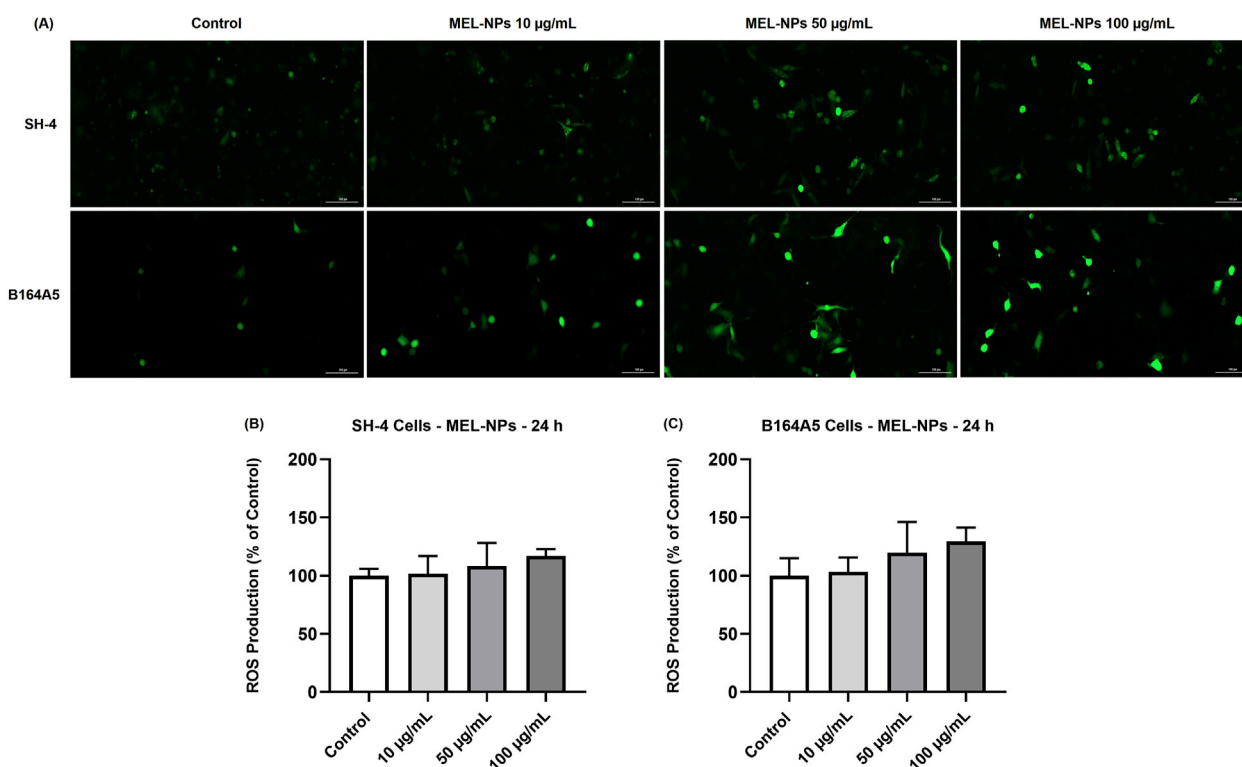 (A) Control MEL-NPs 10 µg/mL MEL-NPs 50 µg/mL MEL-NPs 100 µg/mL
SH-4
B164A5
(B) SH-4 Cells - MEL-NPs - 24 h
ROS Production (% of Control)
200
150
100
50
0
Control 10 µg/mL 50 µg/mL 100 µg/mL
(C) B164A5 Cells - MEL-NPs - 24 h
ROS Production (% of Control)
200
150
100
50
0
Control 10 µg/mL 50 µg/mL 100 µg/mL